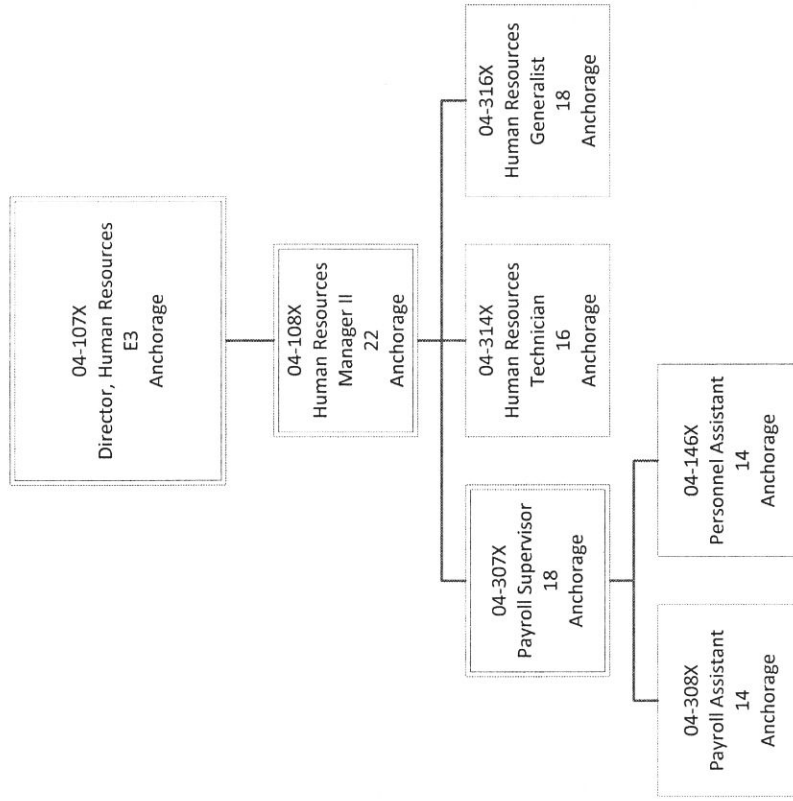 04-107X
Director, Human Resources
E3
Anchorage
04-108X
Human Resources
Manager II
22
Anchorage
04-307X
Payroll Supervisor
18
Anchorage
04-314X
Human Resources
Technician
16
Anchorage
04-316X
Human Resources
Generalist
18
Anchorage
04-308X
Payroll Assistant
14
Anchorage
04-146X
Personnel Assistant
14
Anchorage